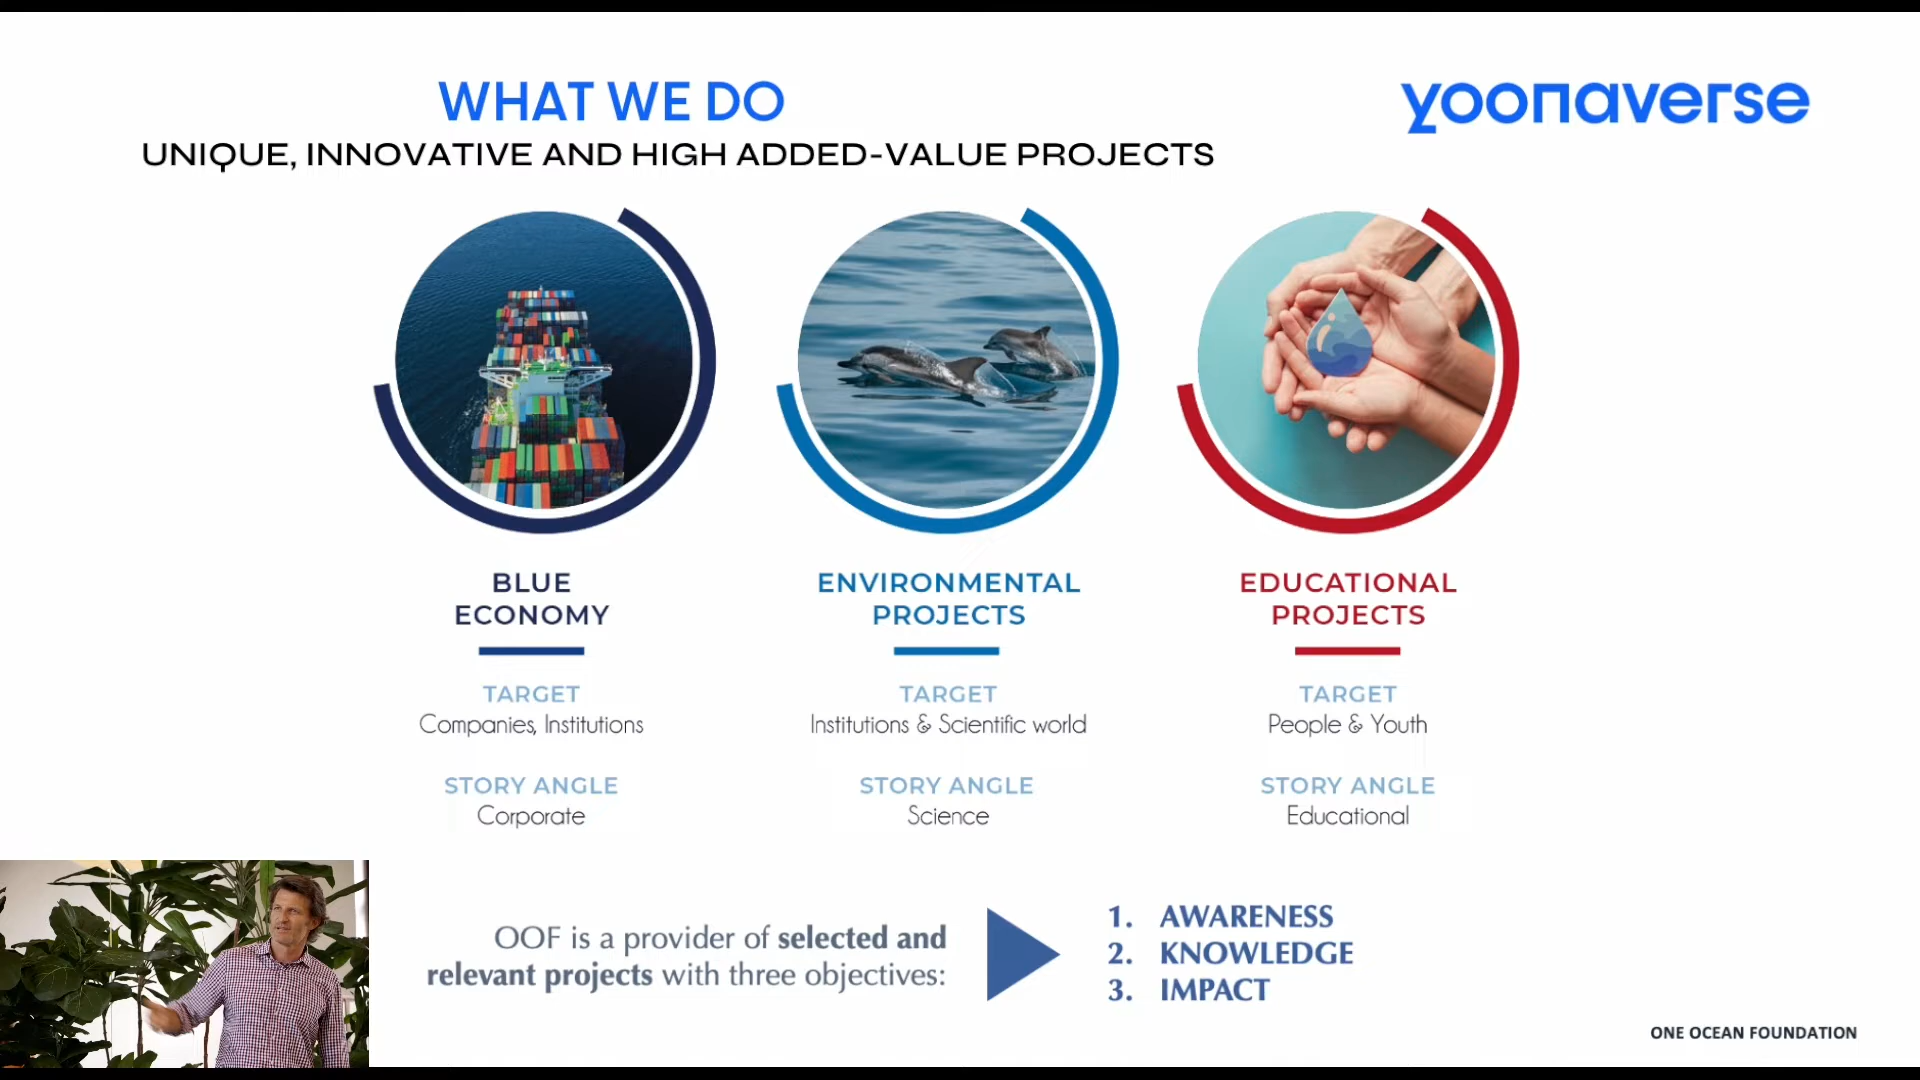 WHAT WE DO
yoonaverse
UNIQUE, INNOVATIVE AND HIGH ADDED-VALUE PROJECTS
BLUE
ECONOMY
TARGET
Companies, Institutions
STORY ANGLE
Corporate
ENVIRONMENTAL
PROJECTS
TARGET
Institutions & Scientific world
STORY ANGLE
Science
EDUCATIONAL
PROJECTS
TARGET
People & Youth
STORY ANGLE
Educational
OOF is a provider of selected and
relevant projects with three objectives:
1. AWARENESS
2. KNOWLEDGE
3. IMPACT
ONE OCEAN FOUNDATION